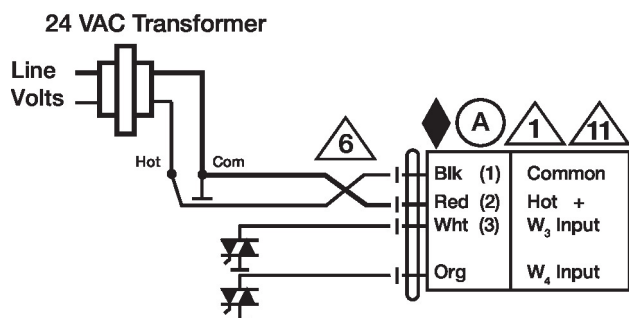 24 VAC Transformer
Line
Volts
Hot
Com
6
A
1
11
Blk (1) Common
Red (2) Hot +
Wht (3) W₃ Input
Org W₄ Input